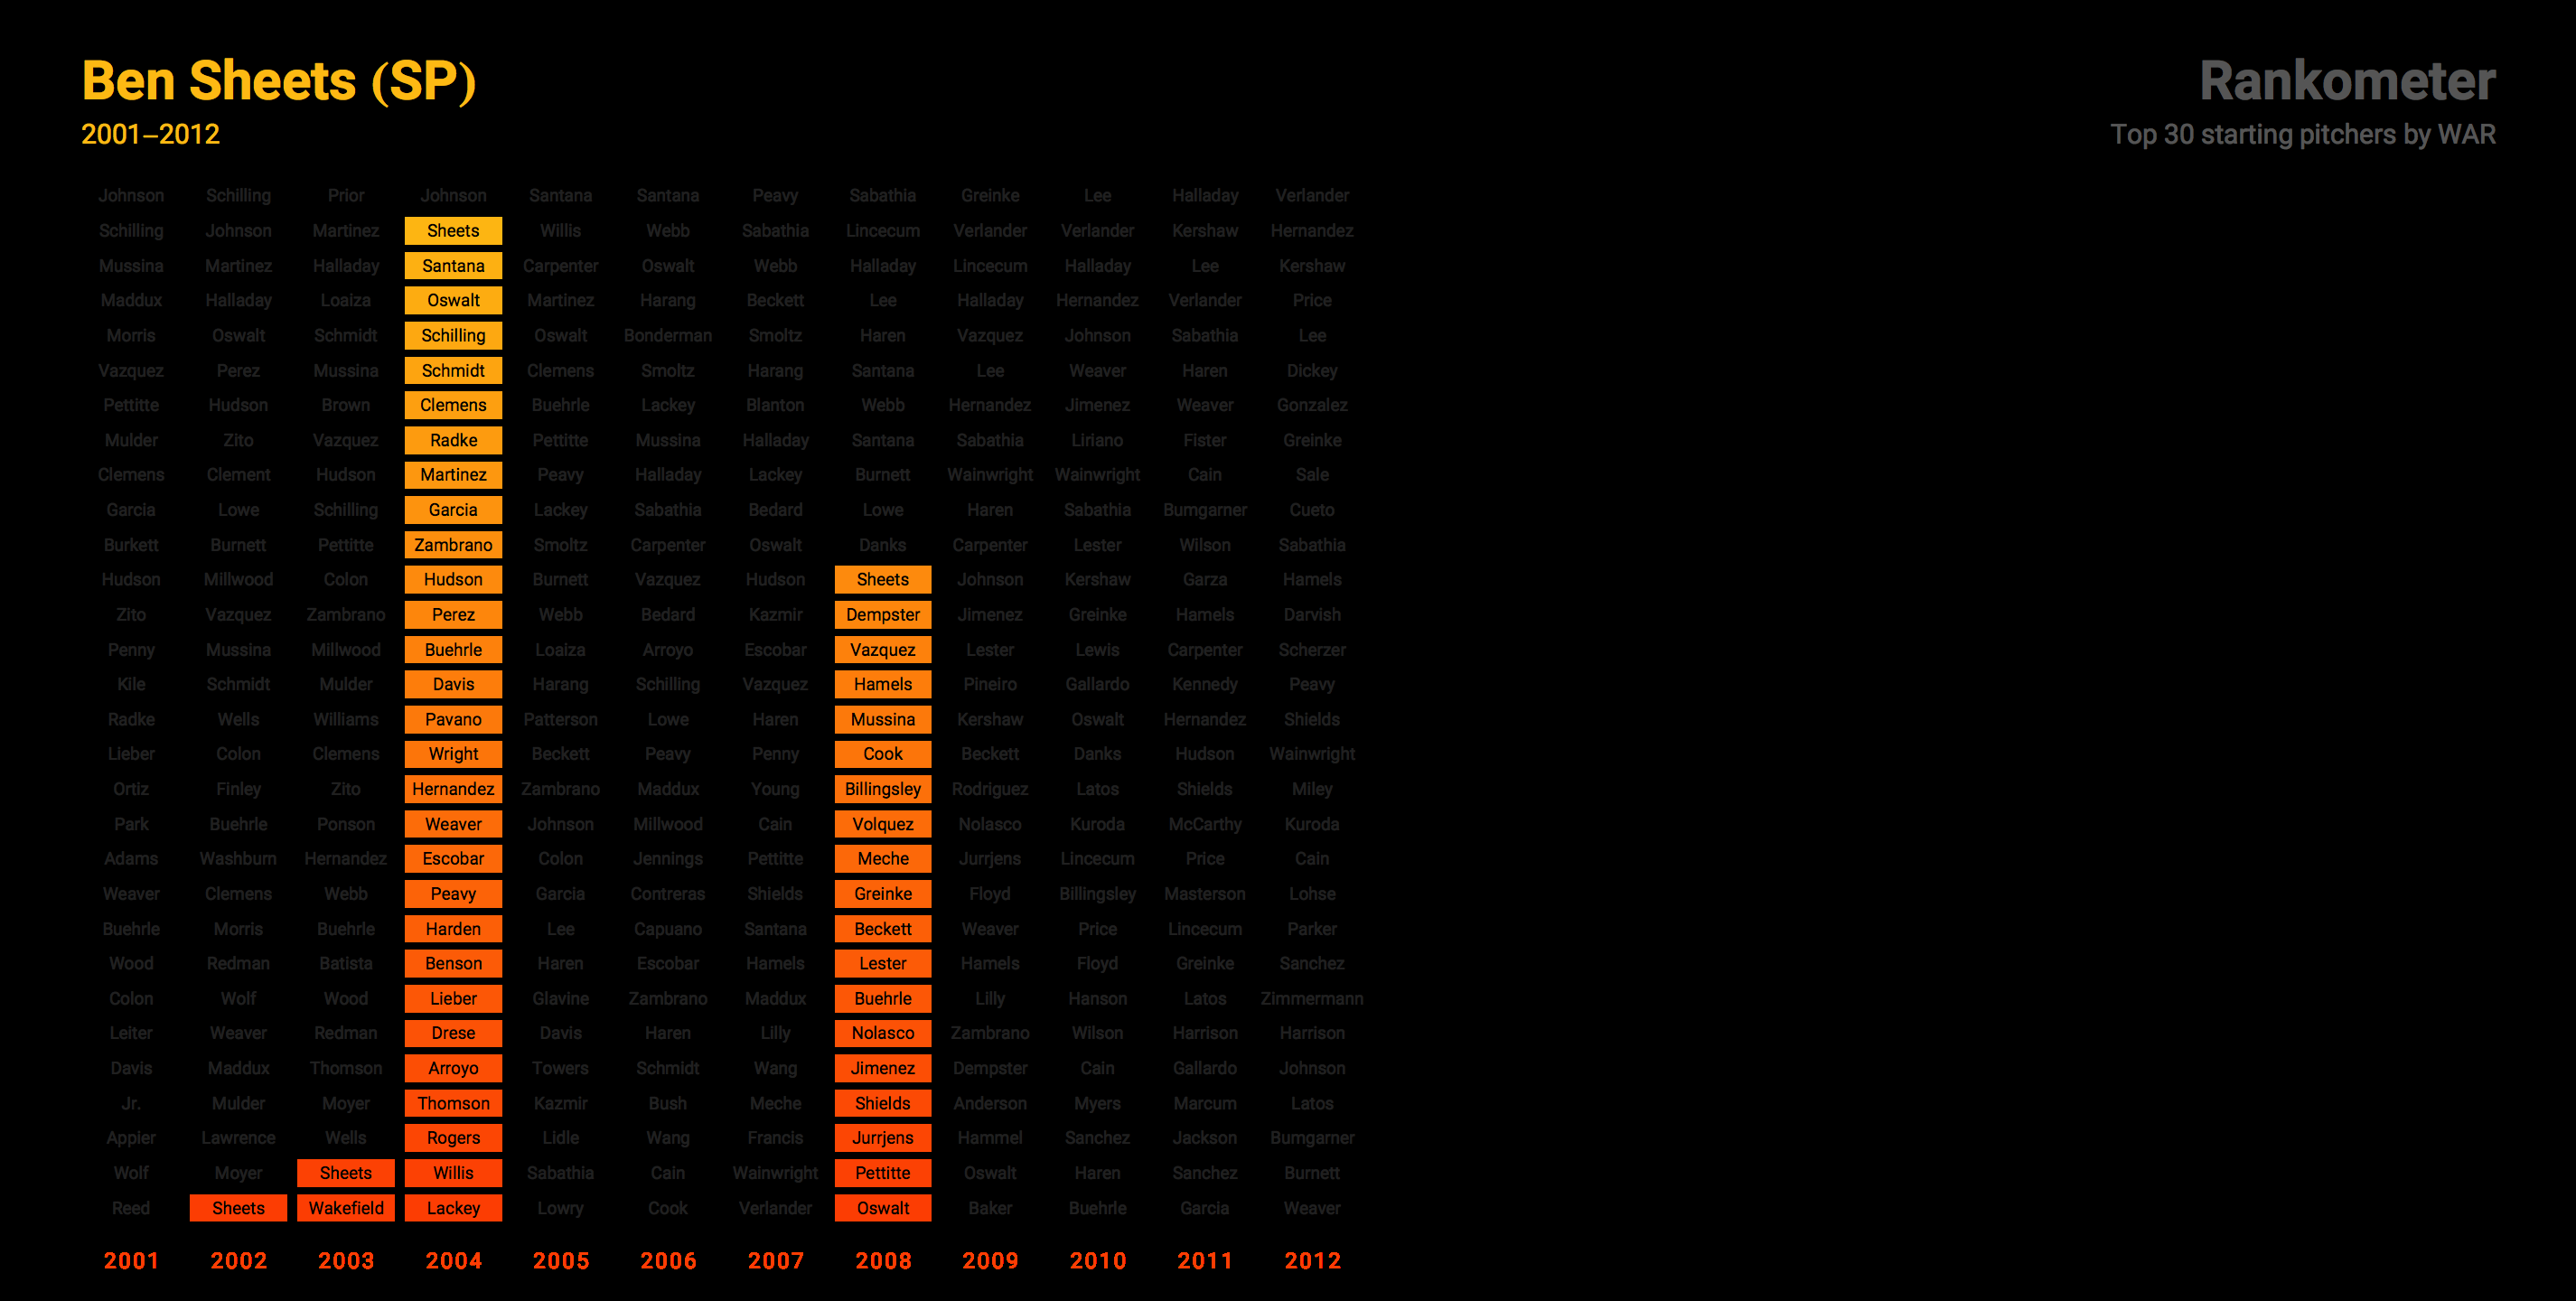 Ben Sheets (SP)
2001–2012
Rankometer
Top 30 starting pitchers by WAR
Johnson Schilling Prior Johnson Santana Santana Peavy Sabathia Greinke Lee Halladay Verlander
Schilling Johnson Martinez Sheets Willis Webb Sabathia Lincecum Verlander Verlander Kershaw Hernandez
Mussina Martinez Halladay Santana Carpenter Oswalt Webb Halladay Lincecum Halladay Lee Kershaw
Maddux Halladay Loaiza Oswalt Martinez Harang Beckett Lee Halladay Hernandez Verlander Price
Morris Oswalt Schmidt Schilling Oswalt Bonderman Smoltz Haren Vazquez Johnson Sabathia Lee
Vazquez Perez Mussina Schmidt Clemens Smoltz Harang Santana Lee Weaver Haren Dickey
Pettitte Hudson Brown Clemens Buehrle Lackey Blanton Webb Hernandez Jimenez Weaver Gonzalez
Mulder Zito Vazquez Radke Pettitte Mussina Halladay Santana Sabathia Liriano Fister Greinke
Clemens Clement Hudson Martinez Peavy Halladay Lackey Burnett Wainwright Wainwright Cain Sale
Garcia Lowe Schilling Garcia Lackey Sabathia Bedard Lowe Haren Sabathia Bumgarner Cueto
Burkett Burnett Pettitte Zambrano Smoltz Carpenter Oswalt Danks Carpenter Lester Wilson Sabathia
Hudson Millwood Colon Hudson Burnett Vazquez Hudson Sheets Johnson Kershaw Garza Hamels
Zito Vazquez Zambrano Perez Webb Bedard Kazmir Dempster Jimenez Greinke Hamels Darvish
Penny Mussina Millwood Buehrle Loaiza Arroyo Escobar Vazquez Lester Lewis Carpenter Scherzer
Kile Schmidt Mulder Davis Harang Schilling Vazquez Hamels Pineiro Gallardo Kennedy Peavy
Radke Wells Williams Pavano Patterson Lowe Haren Mussina Kershaw Oswalt Hernandez Shields
Lieber Colon Clemens Wright Beckett Peavy Penny Cook Beckett Danks Hudson Wainwright
Ortiz Finley Zito Hernandez Zambrano Maddux Young Billingsley Rodriguez Latos Shields Miley
Park Buehrle Ponson Weaver Johnson Millwood Cain Volquez Nolasco Kuroda McCarthy Kuroda
Adams Washburn Hernandez Escobar Colon Jennings Pettitte Meche Jurrjens Lincecum Price Cain
Weaver Clemens Webb Peavy Garcia Contreras Shields Greinke Floyd Billingsley Masterson Lohse
Buehrle Morris Buehrle Harden Lee Capuano Santana Beckett Weaver Price Lincecum Parker
Wood Redman Batista Benson Haren Escobar Hamels Lester Hamels Floyd Greinke Sanchez
Colon Wolf Wood Lieber Glavine Zambrano Maddux Buehrle Lilly Hanson Latos Zimmermann
Leiter Weaver Redman Drese Davis Haren Lilly Nolasco Zambrano Wilson Harrison Harrison
Davis Maddux Thomson Arroyo Towers Schmidt Wang Jimenez Dempster Cain Gallardo Johnson
Jr. Mulder Moyer Thomson Kazmir Bush Meche Shields Anderson Myers Marcum Latos
Appier Lawrence Wells Rogers Lidle Wang Francis Jurrjens Hammel Sanchez Jackson Bumgarner
Wolf Moyer Sheets Willis Sabathia Cain Wainwright Pettitte Oswalt Haren Sanchez Burnett
Reed Sheets Wakefield Lackey Lowry Cook Verlander Oswalt Baker Buehrle Garcia Weaver
2001 2002 2003 2004 2005 2006 2007 2008 2009 2010 2011 2012